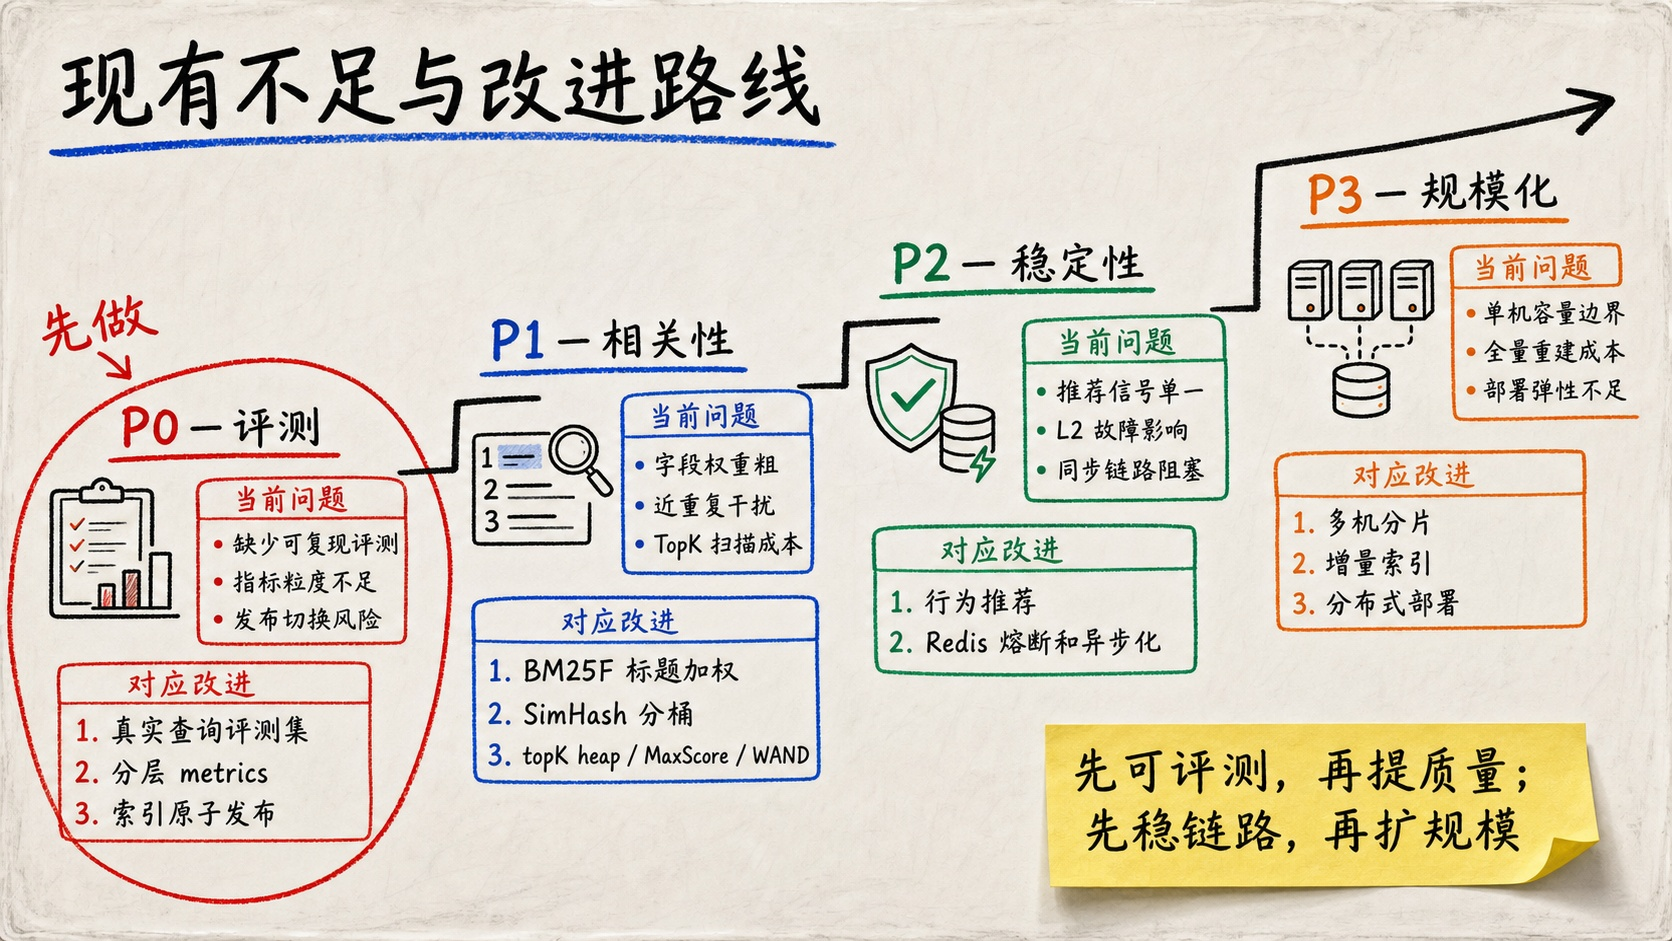 现有不足与改进路线
先做
P0 — 评测
当前问题
• 缺少可复现评测
• 指标粒度不足
• 发布切换风险
对应改进
1. 真实查询评测集
2. 分层 metrics
3. 索引原子发布
P1 — 相关性
1
2
3
当前问题
• 字段权重粗
• 近重复干扰
• TopK 扫描成本
对应改进
1. BM25F 标题加权
2. SimHash 分桶
3. topK heap / MaxScore / WAND
P2 — 稳定性
当前问题
• 推荐信号单一
• L2 故障影响
• 同步链路阻塞
对应改进
1. 行为推荐
2. Redis 熔断和异步化
P3 — 规模化
当前问题
• 单机容量边界
• 全量重建成本
• 部署弹性不足
对应改进
1. 多机分片
2. 增量索引
3. 分布式部署
先可评测，再提质量；
先稳链路，再扩规模